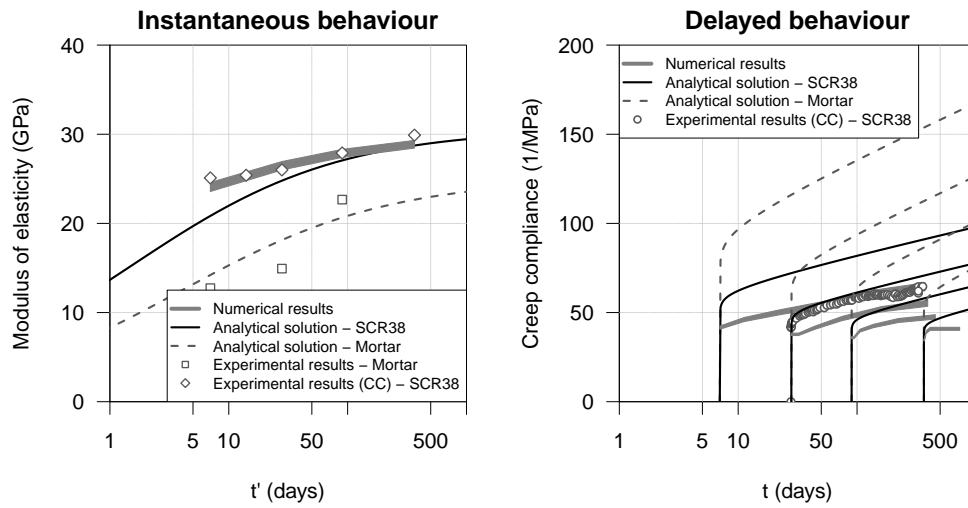 Instantaneous behaviour
Modulus of elasticity (GPa)
40
30
20
10
0
Numerical results
Analytical solution – SCR38
Analytical solution – Mortar
Experimental results – Mortar
Experimental results (CC) – SCR38
1 5 10 50 500
t' (days)
Delayed behaviour
Creep compliance (1/MPa)
200
150
100
50
0
Numerical results
Analytical solution – SCR38
Analytical solution – Mortar
Experimental results (CC) – SCR38
1 5 10 50 500
t (days)